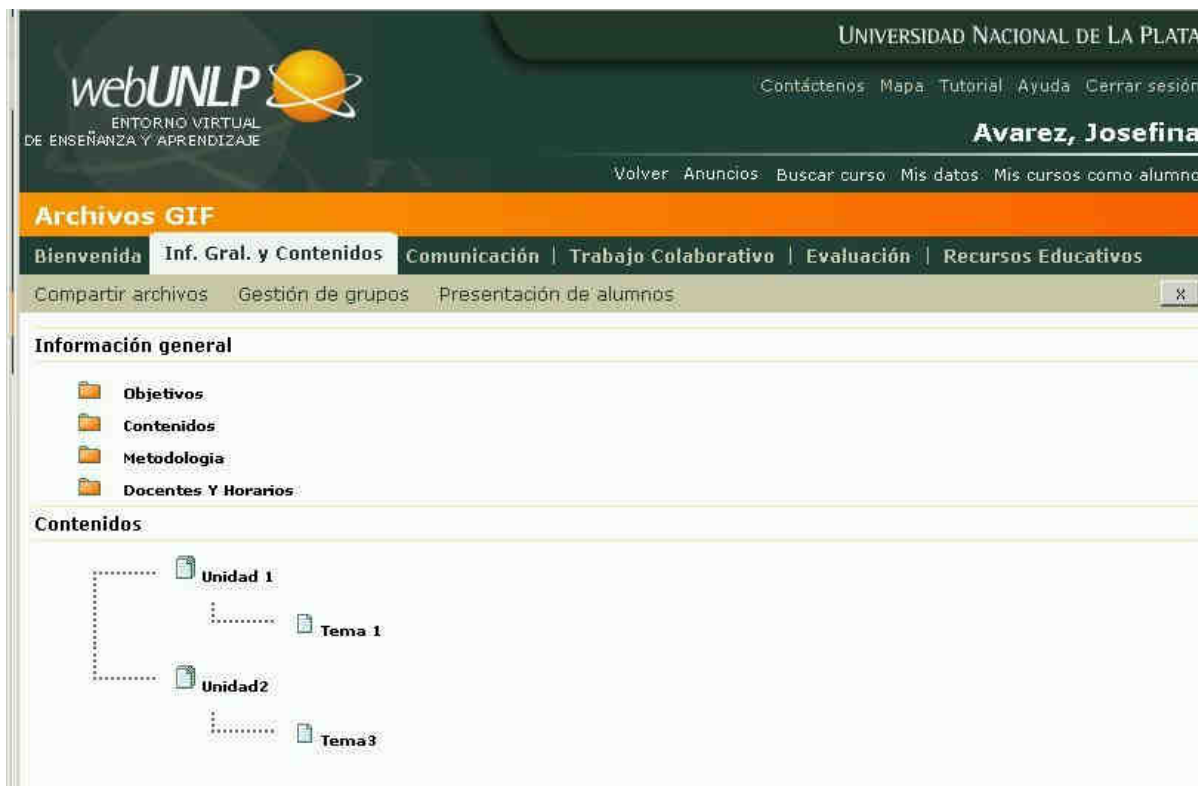 UNIVERSIDAD NACIONAL DE LA PLATA
webUNLP
ENTORNO VIRTUAL
DE ENSEÑANZA Y APRENDIZAJE
Contáctenos Mapa Tutorial Ayuda Cerrar sesión
Avarez, Josefina
Volver Anuncios Buscar curso Mis datos Mis cursos como alumno
Archivos GIF
Bienvenida Inf. Gral. y Contenidos Comunicación | Trabajo Colaborativo | Evaluación | Recursos Educativos
Compartir archivos Gestión de grupos Presentación de alumnos X
Información general
Objetivos
Contenidos
Metodologia
Docentes Y Horarios
Contenidos
Unidad 1
Tema 1
Unidad2
Tema3